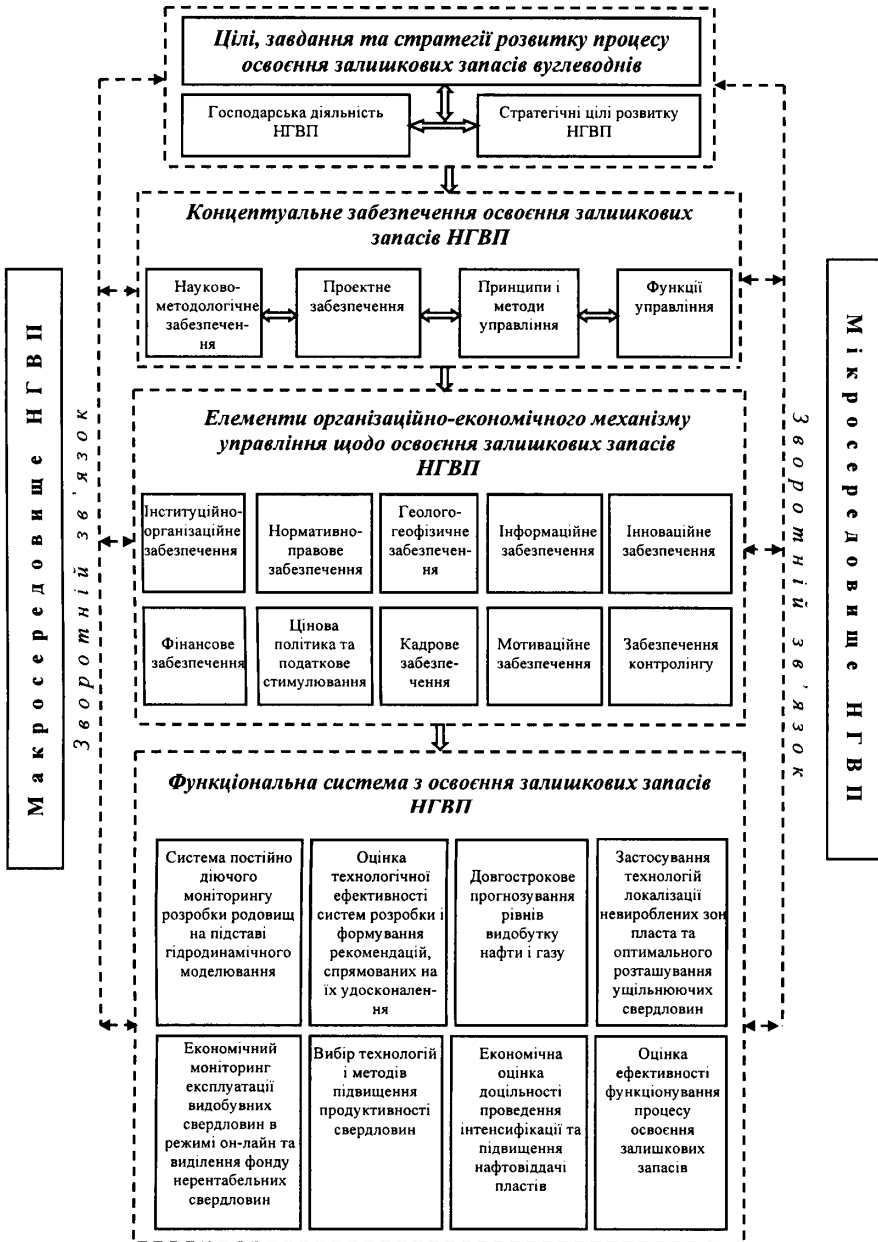 Цілі, завдання та стратегії розвитку процесу
освоєння залишкових запасів вуглеводнів
Господарська діяльність
НГВП
Стратегічні цілі розвитку
НГВП
Концептуальне забезпечення освоєння залишкових
запасів НГВП
Науково-
методологічне
забезпечен-
ня
Проектне
забезпечення
Принципи і
методи
управління
Функції
управління
Елементи організаційно-економічного механізму
управління щодо освоєння залишкових запасів
НГВП
Інституційно-
організаційне
забезпечення
Нормативно-
правове
забезпечення
Геолого-
геофізичне
забезпечен-
ня
Інформаційне
забезпечення
Інноваційне
забезпечення
Фінансове
забезпечення
Цінова
політика та
податкове
стимулювання
Кадрове
забезпе-
чення
Мотиваційне
забезпечення
Забезпечення
контролінгу
Функціональна система з освоєння залишкових запасів
НГВП
Система постійно
діючого
моніторингу
розробки родовищ
на підставі
гідродинамічного
моделювання
Оцінка
технологічної
ефективності
систем розробки і
формування
рекомендацій,
спрямованих на
їх удосконален-
ня
Довгострокове
прогнозування
рівнів
видобутку
нафти і газу
Застосування
технологій
локалізації
невироблених зон
пласта та
оптимального
розташування
ущільнюючих
свердловин
Економічний
моніторинг
експлуатації
видобувних
свердловин в
режимі он-лайн та
виділення фонду
нерентабельних
свердловин
Вибір технологій
і методів
підвищення
продуктивності
свердловин
Економічна
оцінка
доцільності
проведення
інтенсифікації та
підвищення
нафтовіддачі
пластів
Оцінка
ефективності
функціонування
процесу
освоєння
залишкових
запасів
Макросередовище НГВП
Зворотній зв'язок
Зворотній зв'язок
Мікросередовище НГВП